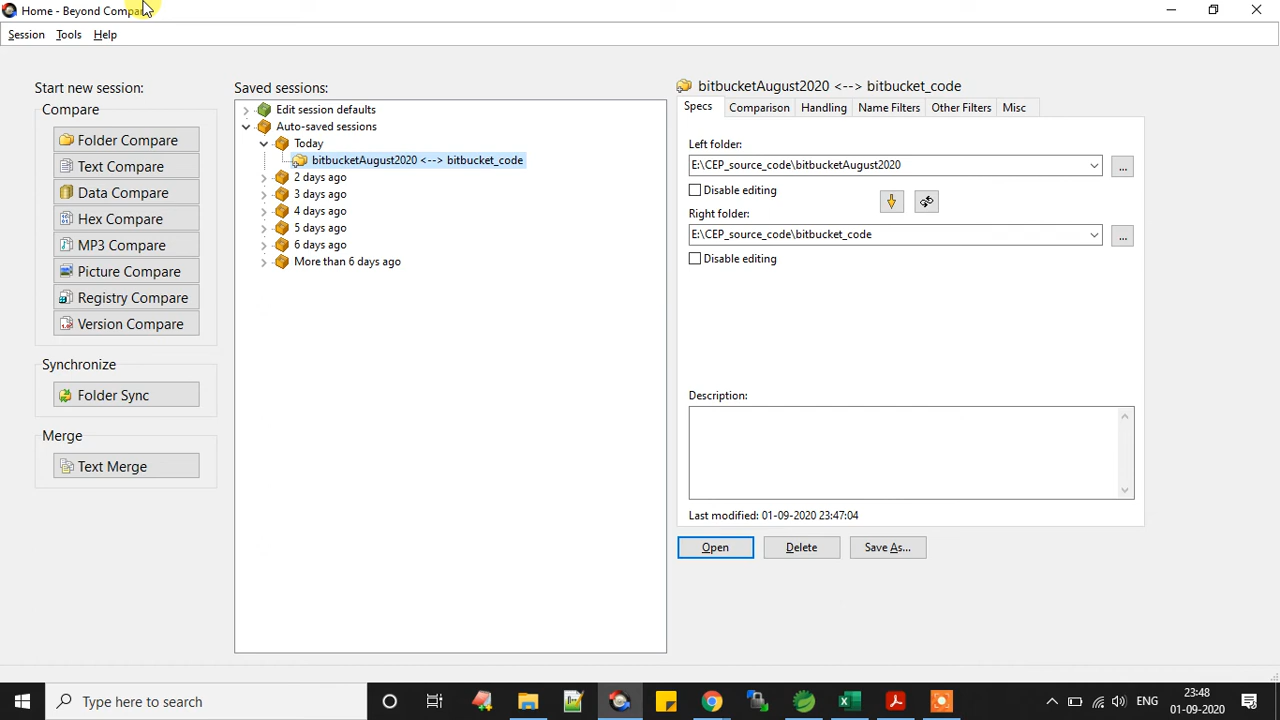 Home - Beyond Compare
Session Tools Help
Start new session:
Compare
Folder Compare
Text Compare
Data Compare
Hex Compare
MP3 Compare
Picture Compare
Registry Compare
Version Compare
Synchronize
Folder Sync
Merge
Text Merge
Saved sessions:
Edit session defaults
Auto-saved sessions
Today
bitbucketAugust2020 <--> bitbucket_code
2 days ago
3 days ago
4 days ago
5 days ago
6 days ago
More than 6 days ago
bitbucketAugust2020 <--> bitbucket_code
Specs Comparison Handling Name Filters Other Filters Misc
Left folder:
E:\CEP_source_code\bitbucketAugust2020
...
Disable editing
Right folder:
E:\CEP_source_code\bitbucket_code
...
Disable editing
Description:
Last modified: 01-09-2020 23:47:04
Open Delete Save As...
Type here to search
ENG
23:48
01-09-2020